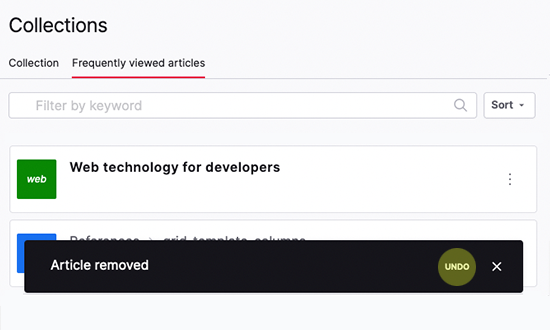 Collections
Collection Frequently viewed articles
Filter by keyword
Sort
web
Web technology for developers
References > grid-template-columns
Article removed
UNDO